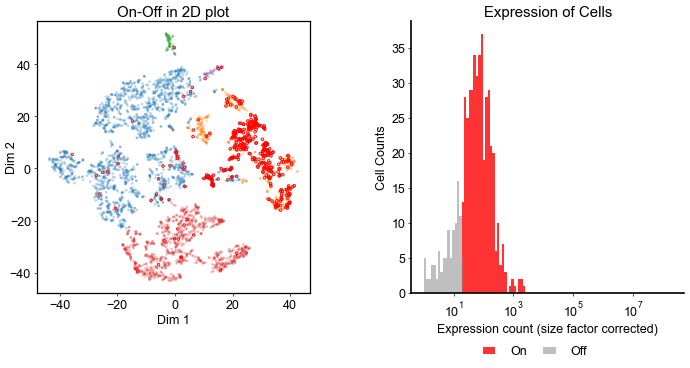 On-Off in 2D plot
Dim 2
40
20
0
−20
−40
−40 −20 0 20 40
Dim 1
Expression of Cells
Cell Counts
35
30
25
20
15
10
5
0
10^1 10^3 10^5 10^7
Expression count (size factor corrected)
On Off